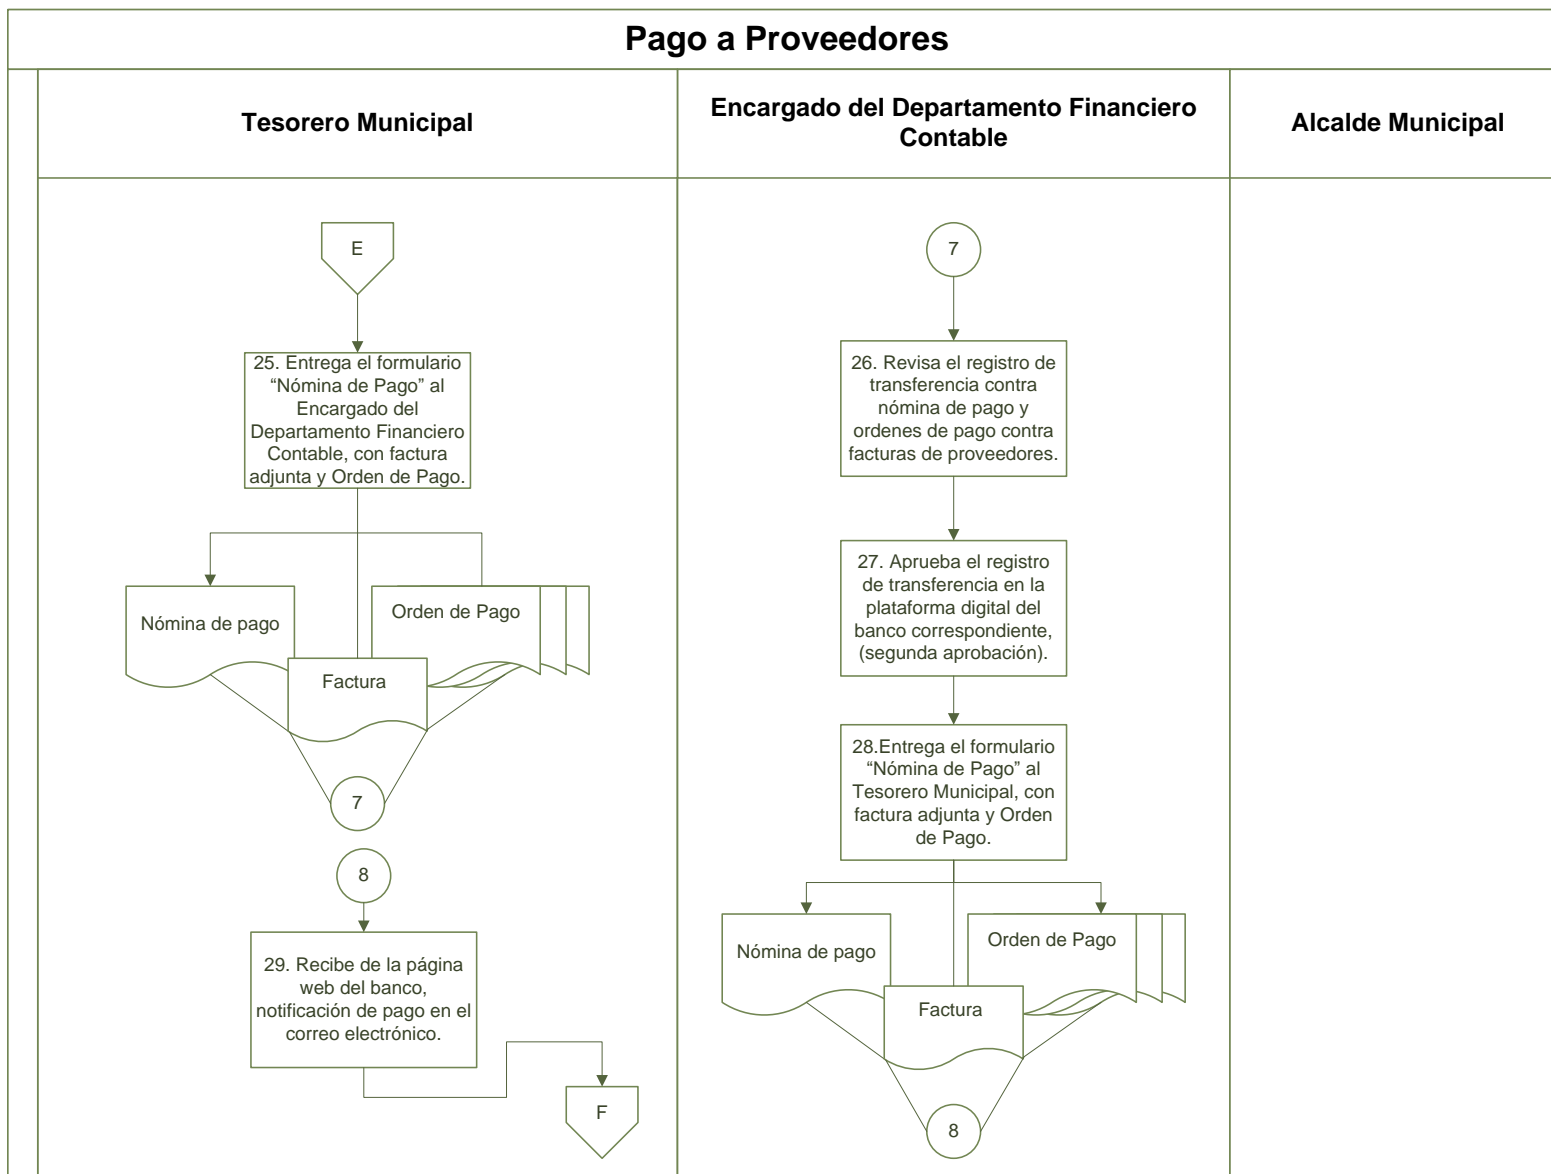 Pago a Proveedores
Tesorero Municipal
Encargado del Departamento Financiero
Contable
Alcalde Municipal
E
25. Entrega el formulario
“Nómina de Pago” al
Encargado del
Departamento Financiero
Contable, con factura
adjunta y Orden de Pago.
Nómina de pago
Orden de Pago
Factura
7
8
29. Recibe de la página
web del banco,
notificación de pago en el
correo electrónico.
F
7
26. Revisa el registro de
transferencia contra
nómina de pago y
ordenes de pago contra
facturas de proveedores.
27. Aprueba el registro
de transferencia en la
plataforma digital del
banco correspondiente,
(segunda aprobación).
28.Entrega el formulario
“Nómina de Pago” al
Tesorero Municipal, con
factura adjunta y Orden
de Pago.
Nómina de pago
Orden de Pago
Factura
8